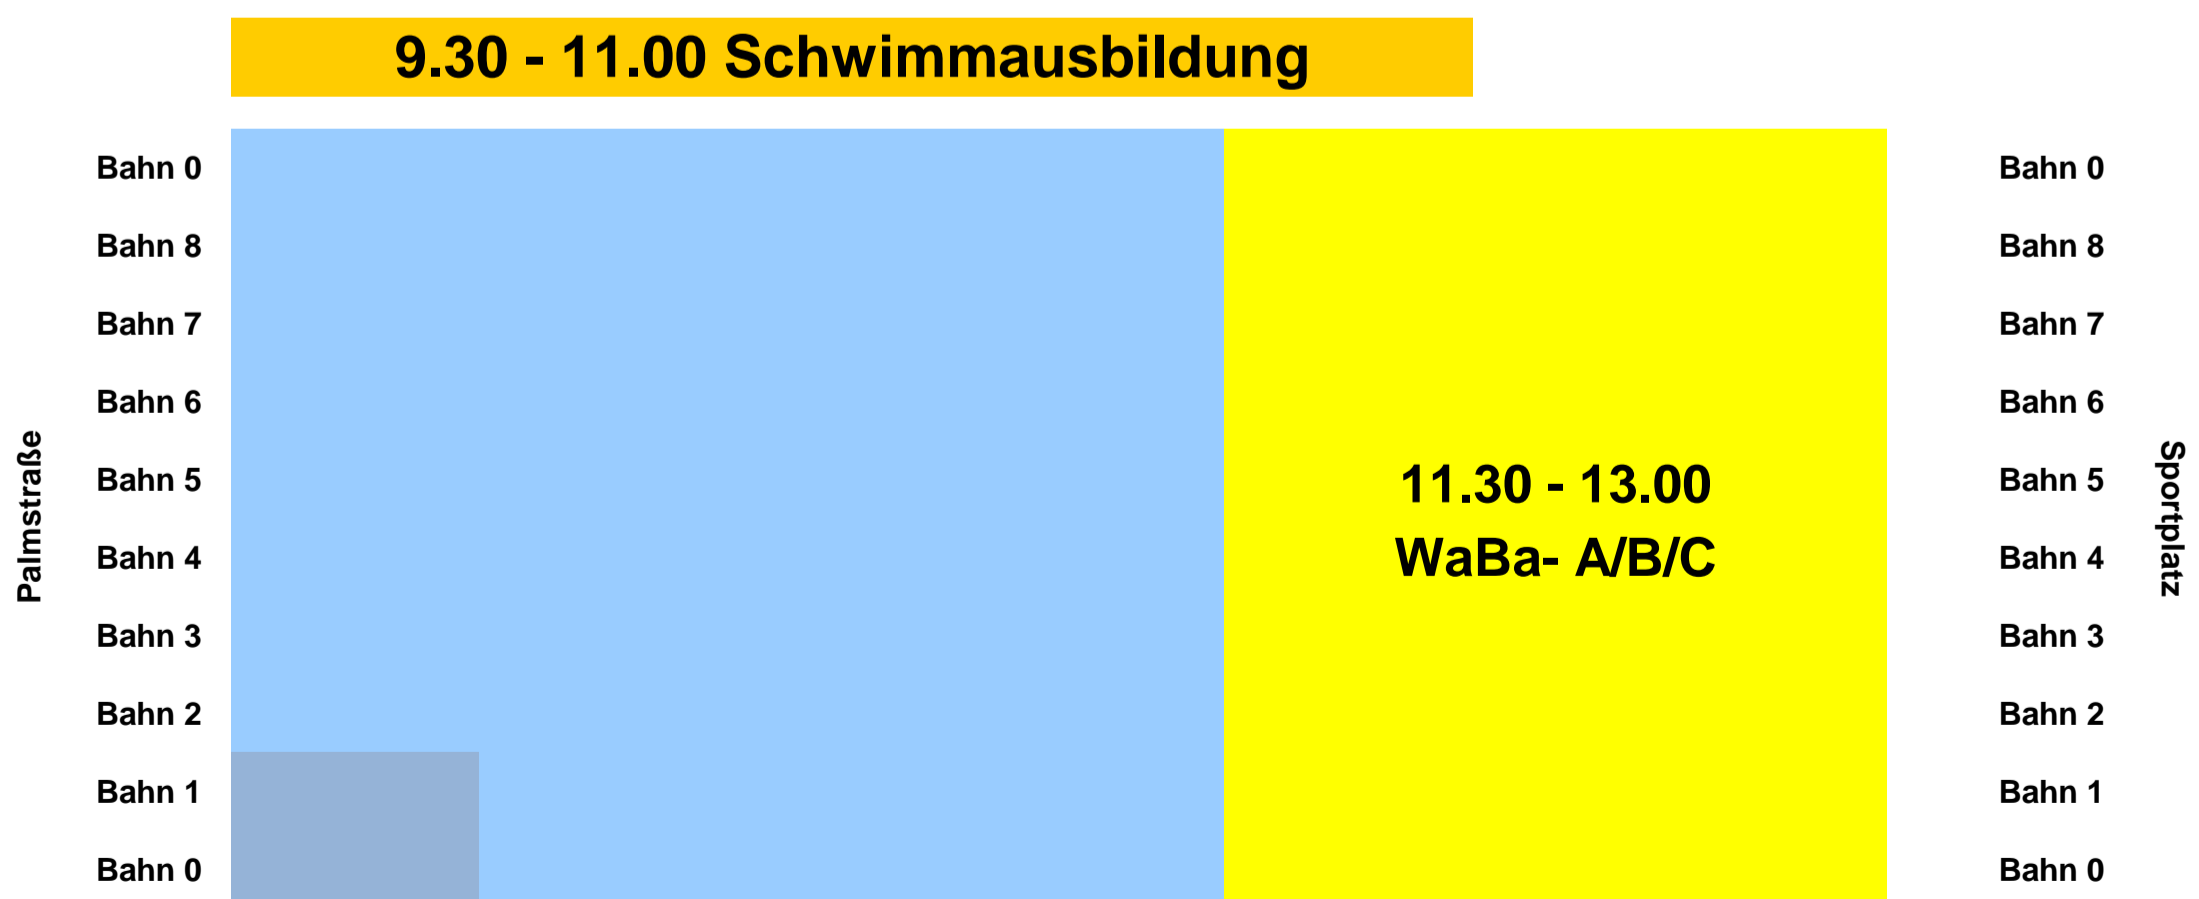 9.30 - 11.00 Schwimmausbildung
Bahn 0 Bahn 0
Bahn 8 Bahn 8
Bahn 7 Bahn 7
Bahn 6 Bahn 6
Palmstraße
Bahn 5 Bahn 5
11.30 - 13.00
WaBa- A/B/C
Sportplatz
Bahn 4 Bahn 4
Bahn 3 Bahn 3
Bahn 2 Bahn 2
Bahn 1 Bahn 1
Bahn 0 Bahn 0